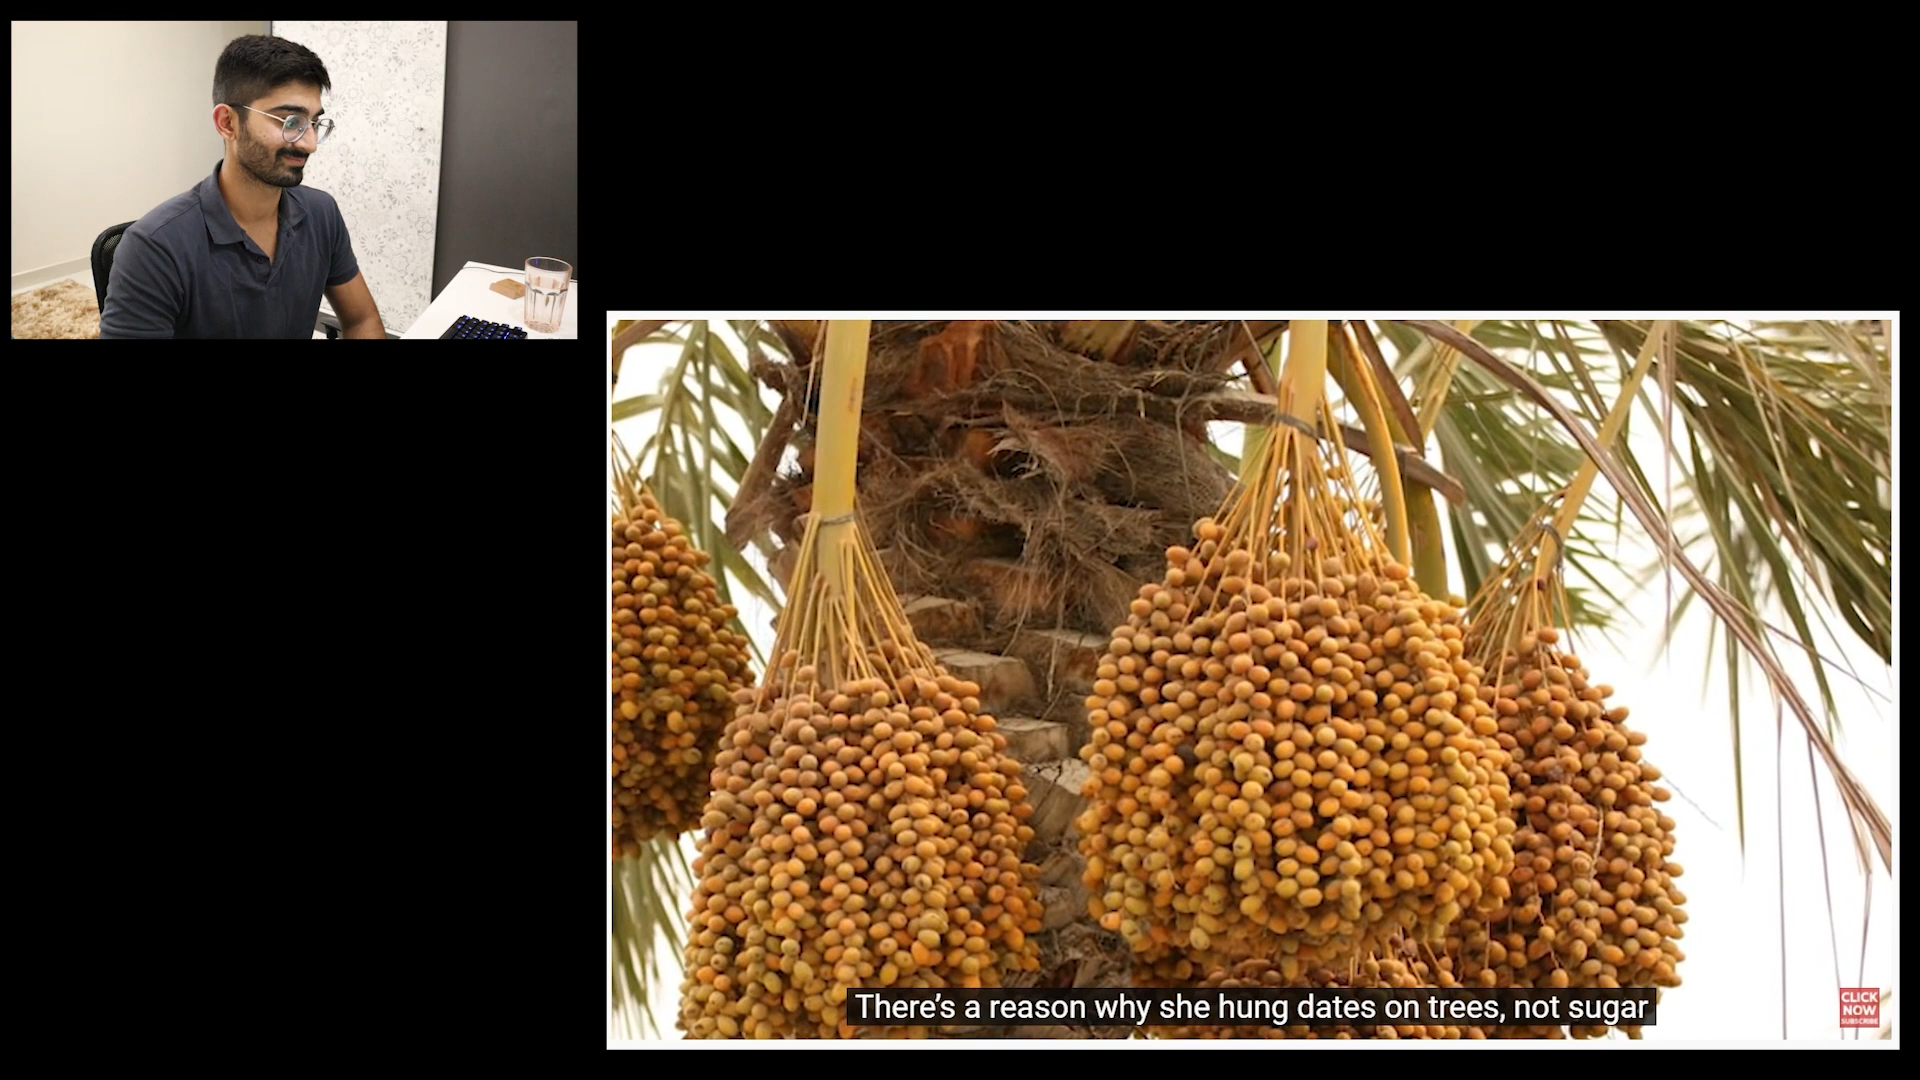 There’s a reason why she hung dates on trees, not sugar
CLICK
NOW
SUBSCRIBE